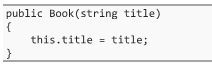 public Book(string title)
{
    this.title = title;
}